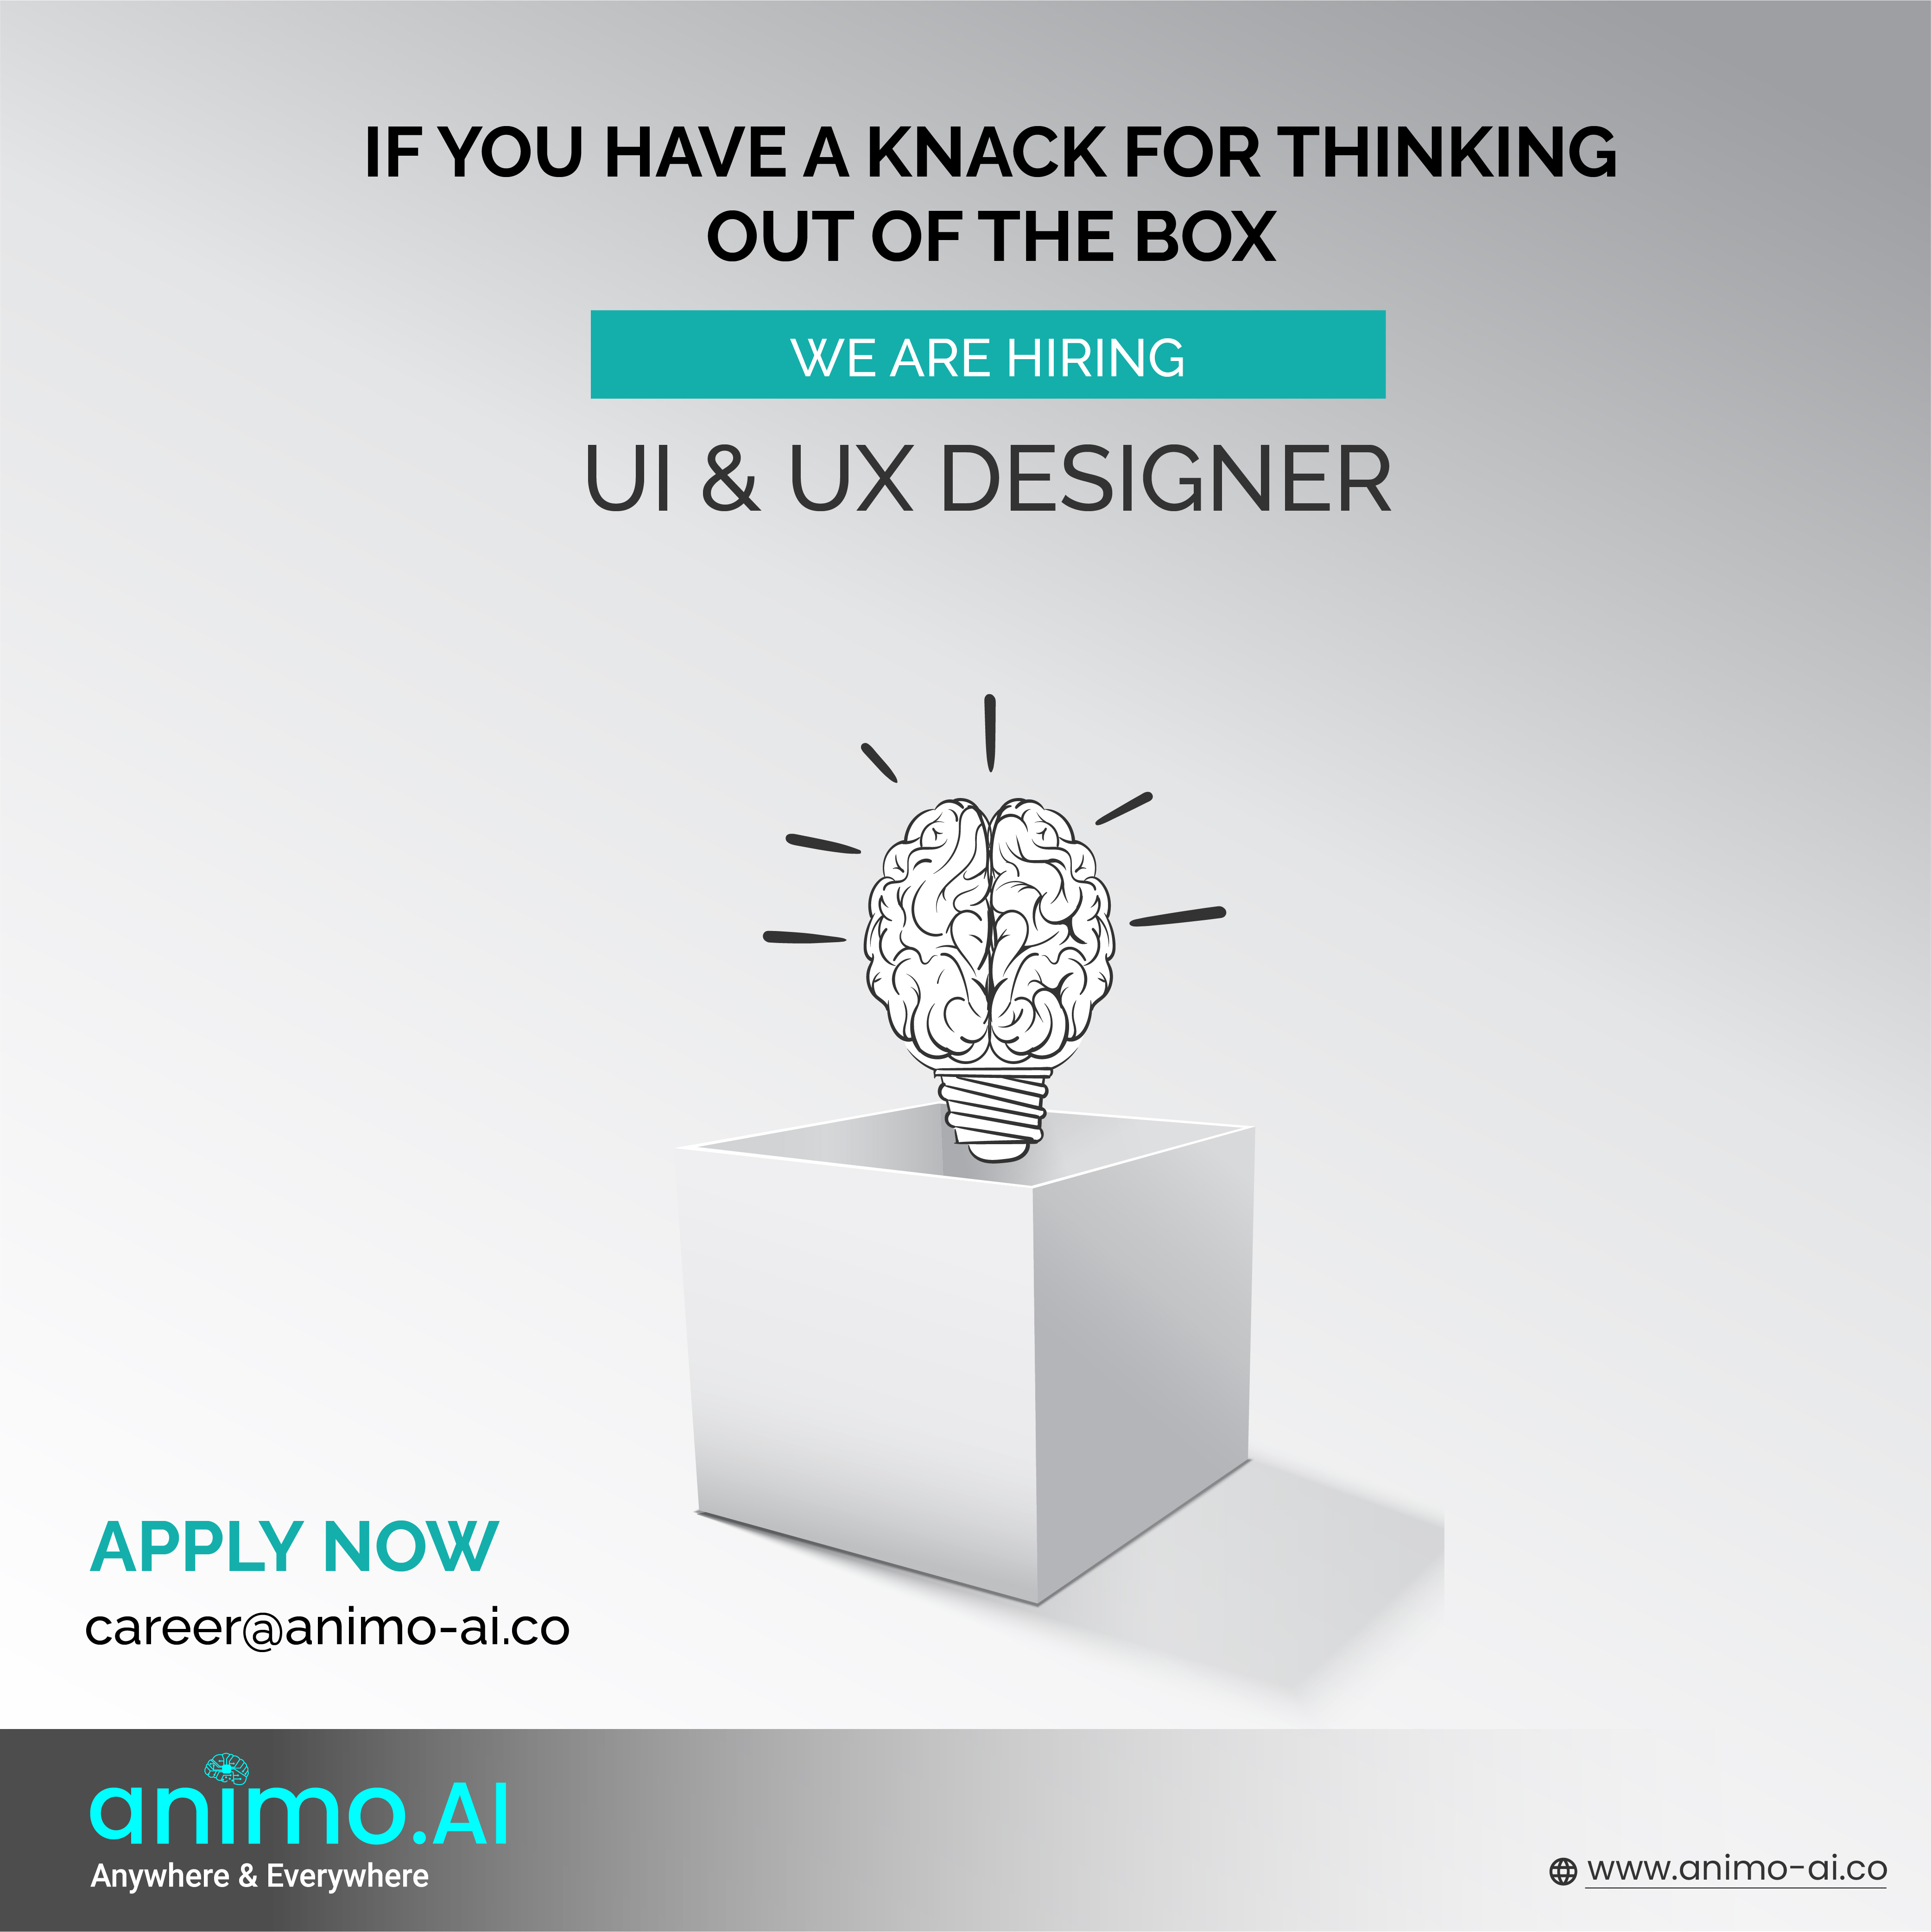 IF YOU HAVE A KNACK FOR THINKING
OUT OF THE BOX
WE ARE HIRING
UI & UX DESIGNER
APPLY NOW
career@animo-ai.co
animo.AI
Anywhere & Everywhere
www.animo-ai.co